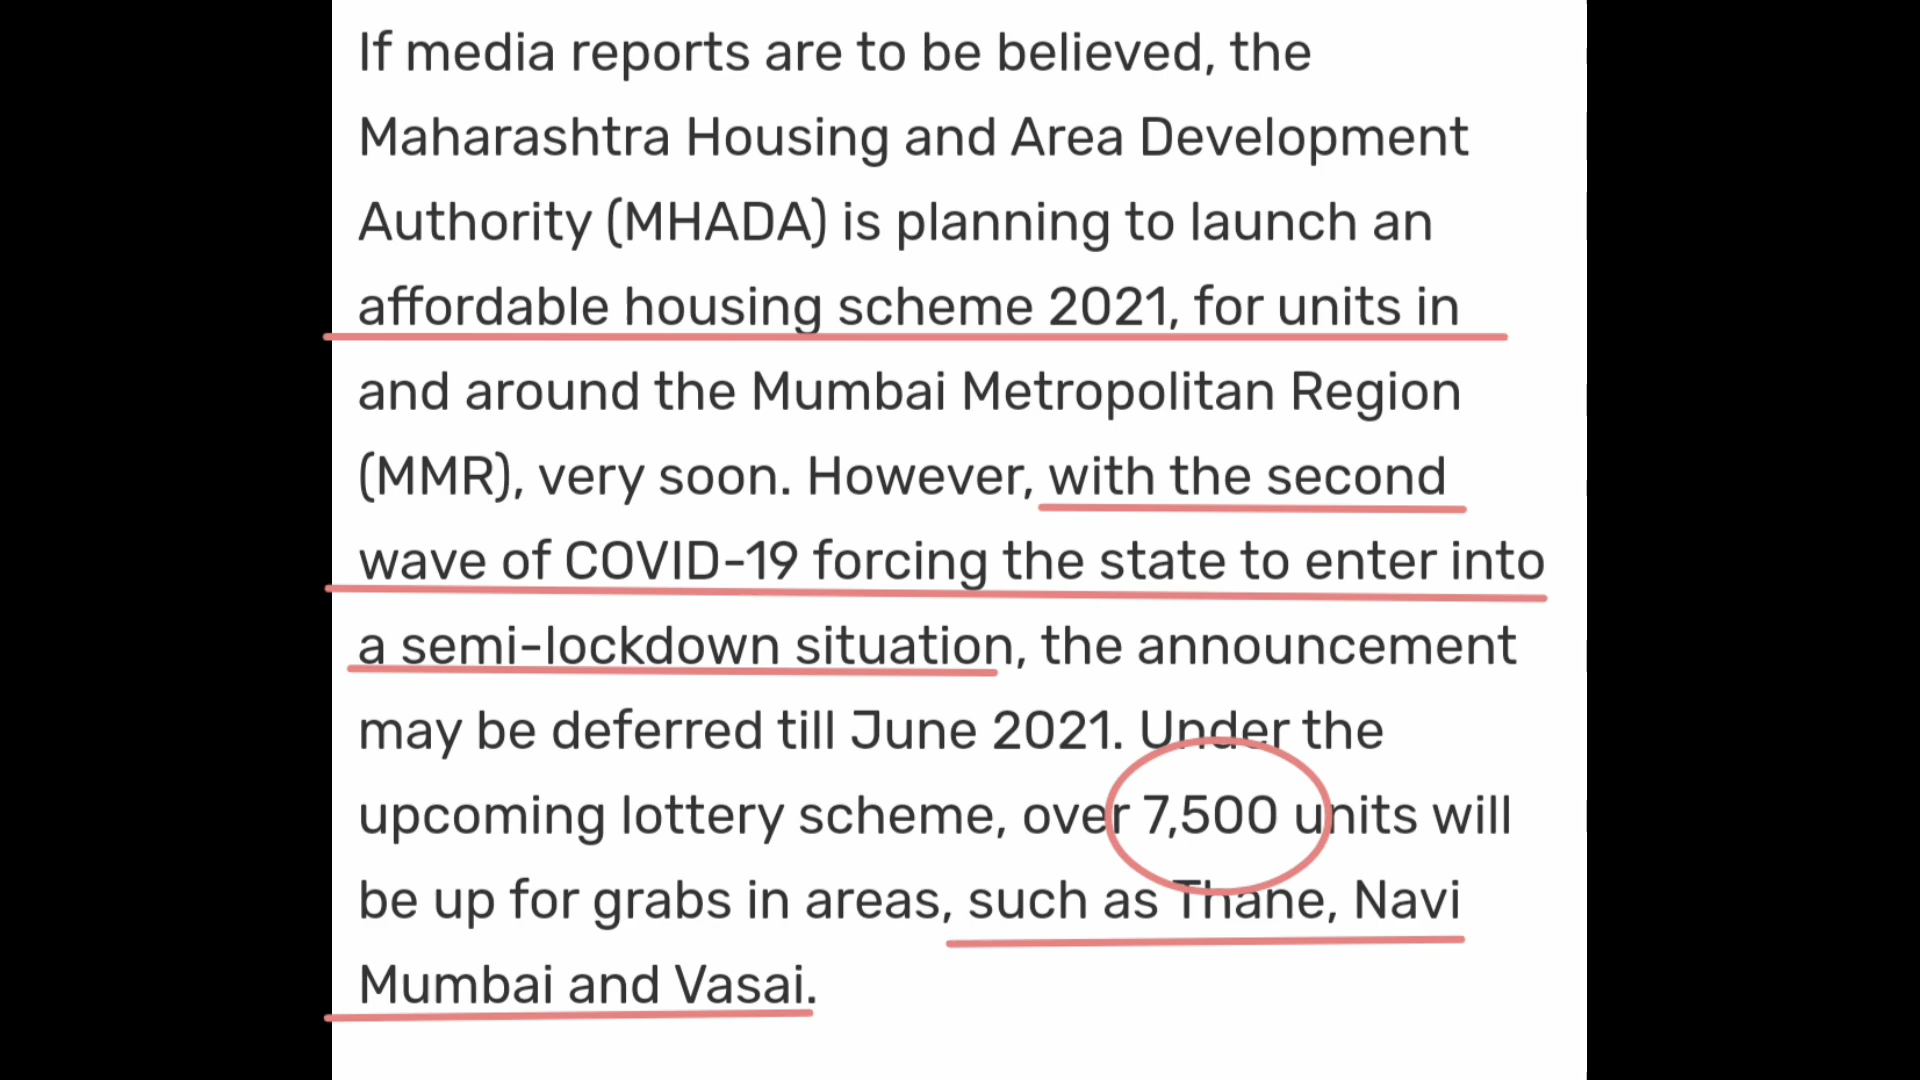 If media reports are to be believed, the
Maharashtra Housing and Area Development
Authority (MHADA) is planning to launch an
affordable housing scheme 2021, for units in
and around the Mumbai Metropolitan Region
(MMR), very soon. However, with the second
wave of COVID-19 forcing the state to enter into
a semi-lockdown situation, the announcement
may be deferred till June 2021. Under the
upcoming lottery scheme, over 7,500 units will
be up for grabs in areas, such as Thane, Navi
Mumbai and Vasai.